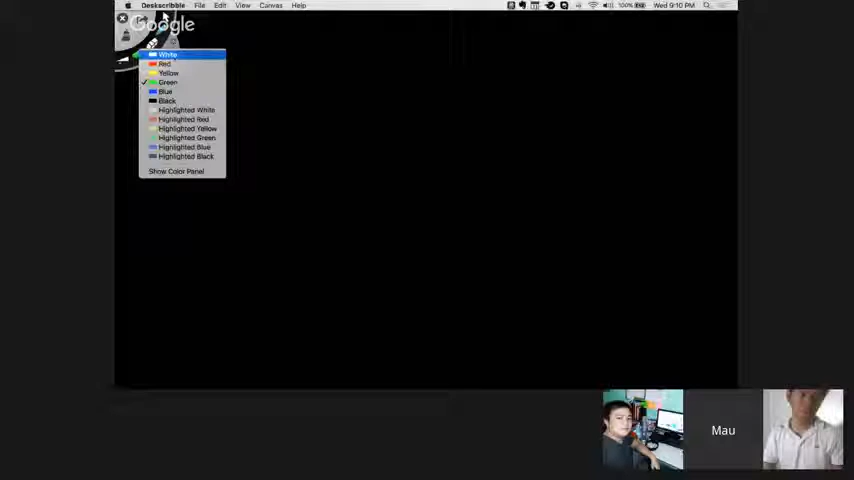 Deskscribble File Edit View Canvas Help 100% Wed 9:10 PM
Google
White
Red
Yellow
Green
Blue
Black
Highlighted White
Highlighted Red
Highlighted Yellow
Highlighted Green
Highlighted Blue
Highlighted Black
Show Color Panel
Mau